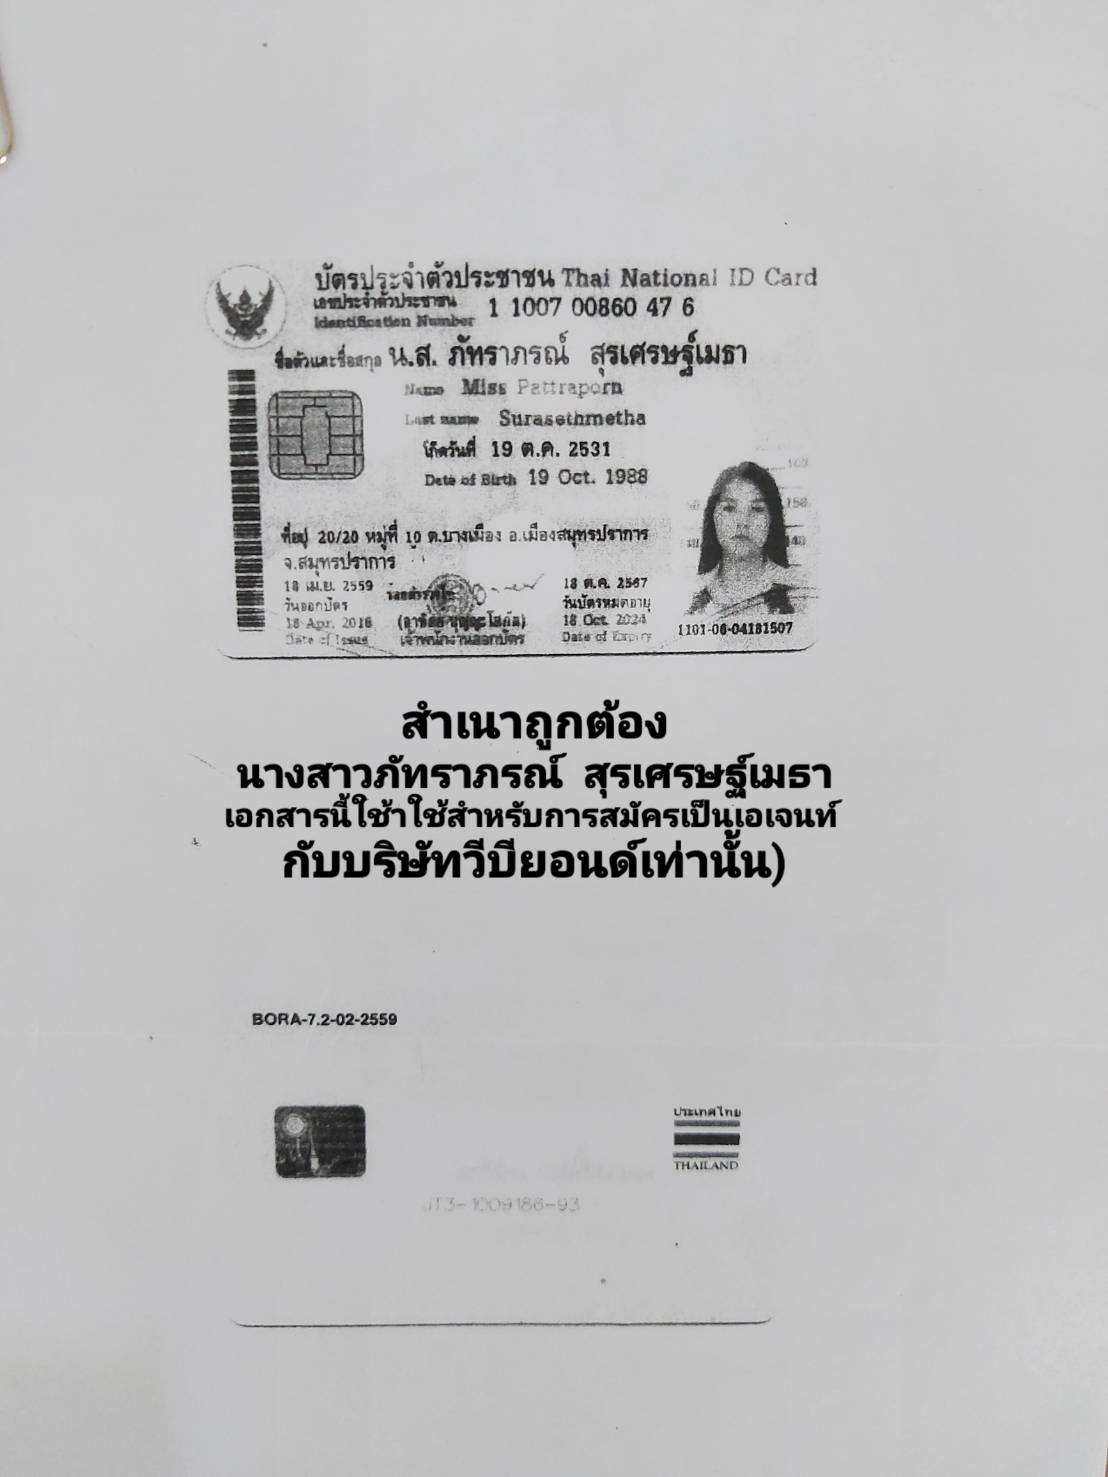 บัตรประจำตัวประชาชน Thai National ID Card
เลขประจำตัวประชาชน
Identification Number
1 1007 00860 47 6
ชื่อตัวและชื่อสกุล น.ส. ภัทราภรณ์ สุรเศรษฐ์เมธา
Name Miss Pattraporn
Last name Surasethmetha
เกิดวันที่ 19 ต.ค. 2531
Date of Birth 19 Oct. 1988
ที่อยู่ 20/20 หมู่ที่ 10 ต.บางเมือง อ.เมืองสมุทรปราการ
จ.สมุทรปราการ
18 เม.ย. 2559
วันออกบัตร
18 Apr. 2016
Date of Issue
เจ้าพนักงานออกบัตร
18 ต.ค. 2567
วันบัตรหมดอายุ
18 Oct. 2024
Date of Expiry
1101-06-04181507
สำเนาถูกต้อง
นางสาวภัทราภรณ์ สุรเศรษฐ์เมธา
เอกสารนี้ใช้าใช้สำหรับการสมัครเป็นเอเจนท์
กับบริษัทวีบียอนด์เท่านั้น)
BORA-7.2-02-2559
ประเทศไทย
THAILAND
JT3-1009186-93